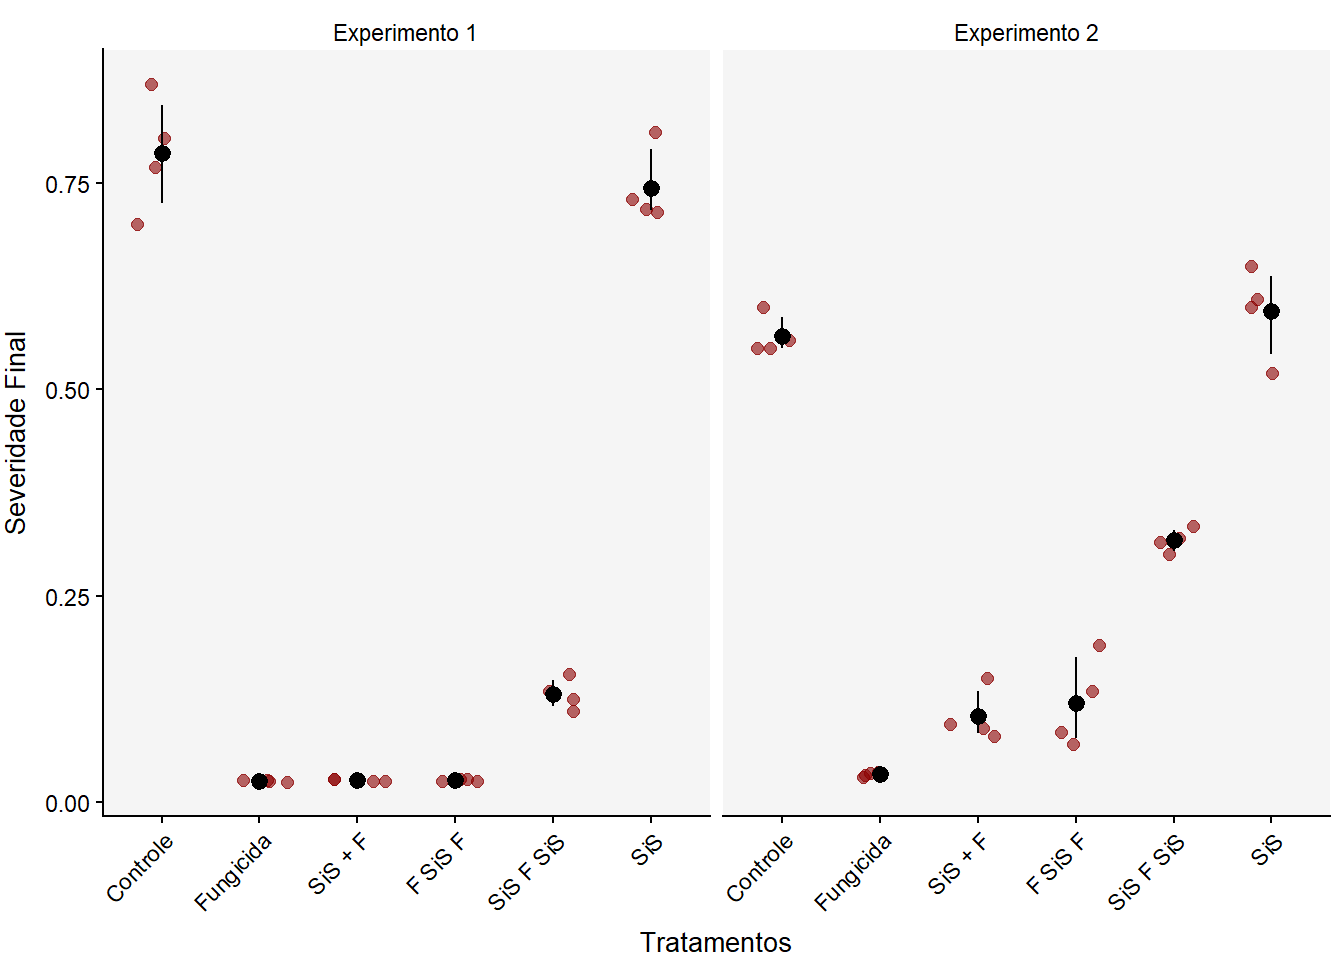 Experimento 1
Experimento 2
Severidade Final
0.75
0.50
0.25
0.00
Controle
Fungicida
SiS + F
F SiS F
SiS F SiS
SiS
Controle
Fungicida
SiS + F
F SiS F
SiS F SiS
SiS
Tratamentos